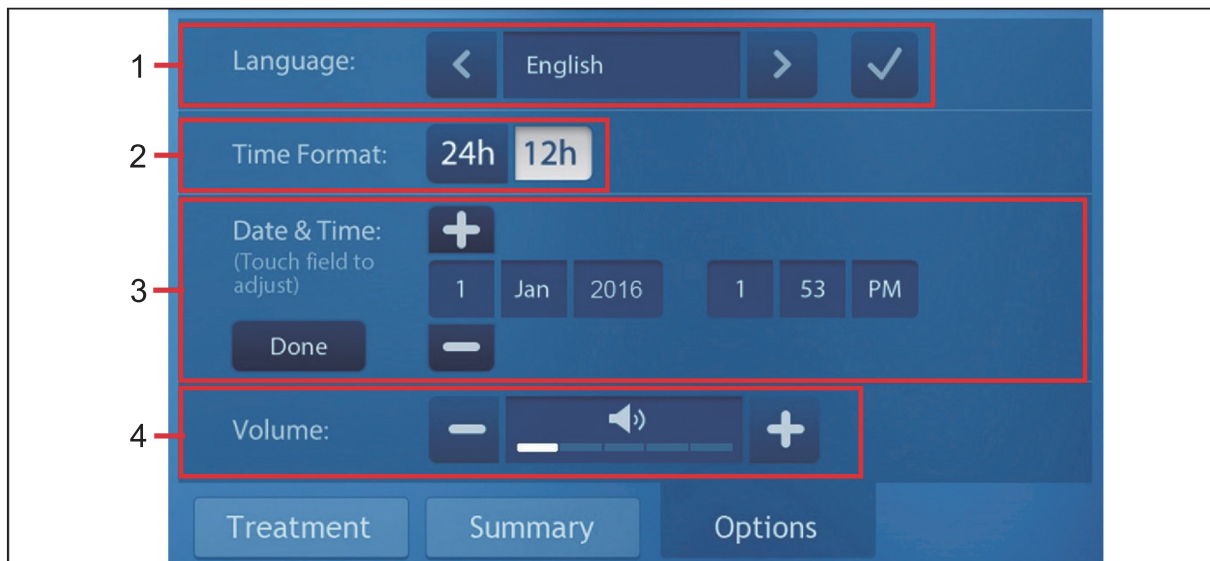 1
Language:
English
2
Time Format:
24h
12h
3
Date & Time:
(Touch field to
adjust)
1 Jan 2016 1 53 PM
Done
4
Volume:
Treatment
Summary
Options